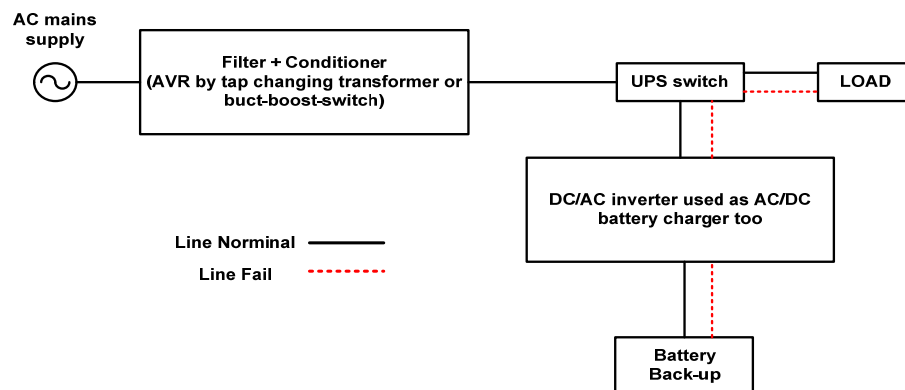 AC mains
supply
Filter + Conditioner
(AVR by tap changing transformer or
buct-boost-switch)
UPS switch
LOAD
DC/AC inverter used as AC/DC
battery charger too
Line Norminal
Line Fail
Battery
Back-up